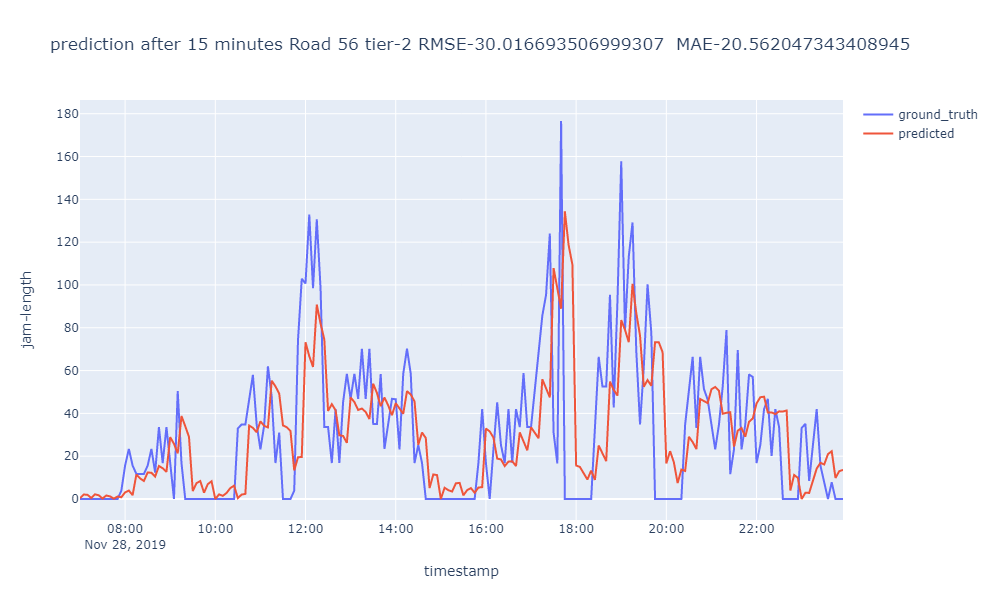 prediction after 15 minutes Road 56 tier-2 RMSE-30.016693506999307  MAE-20.562047343408945
ground_truth
predicted
180
160
140
120
100
80
60
40
20
0
jam-length
08:00 10:00 12:00 14:00 16:00 18:00 20:00 22:00
Nov 28, 2019
timestamp